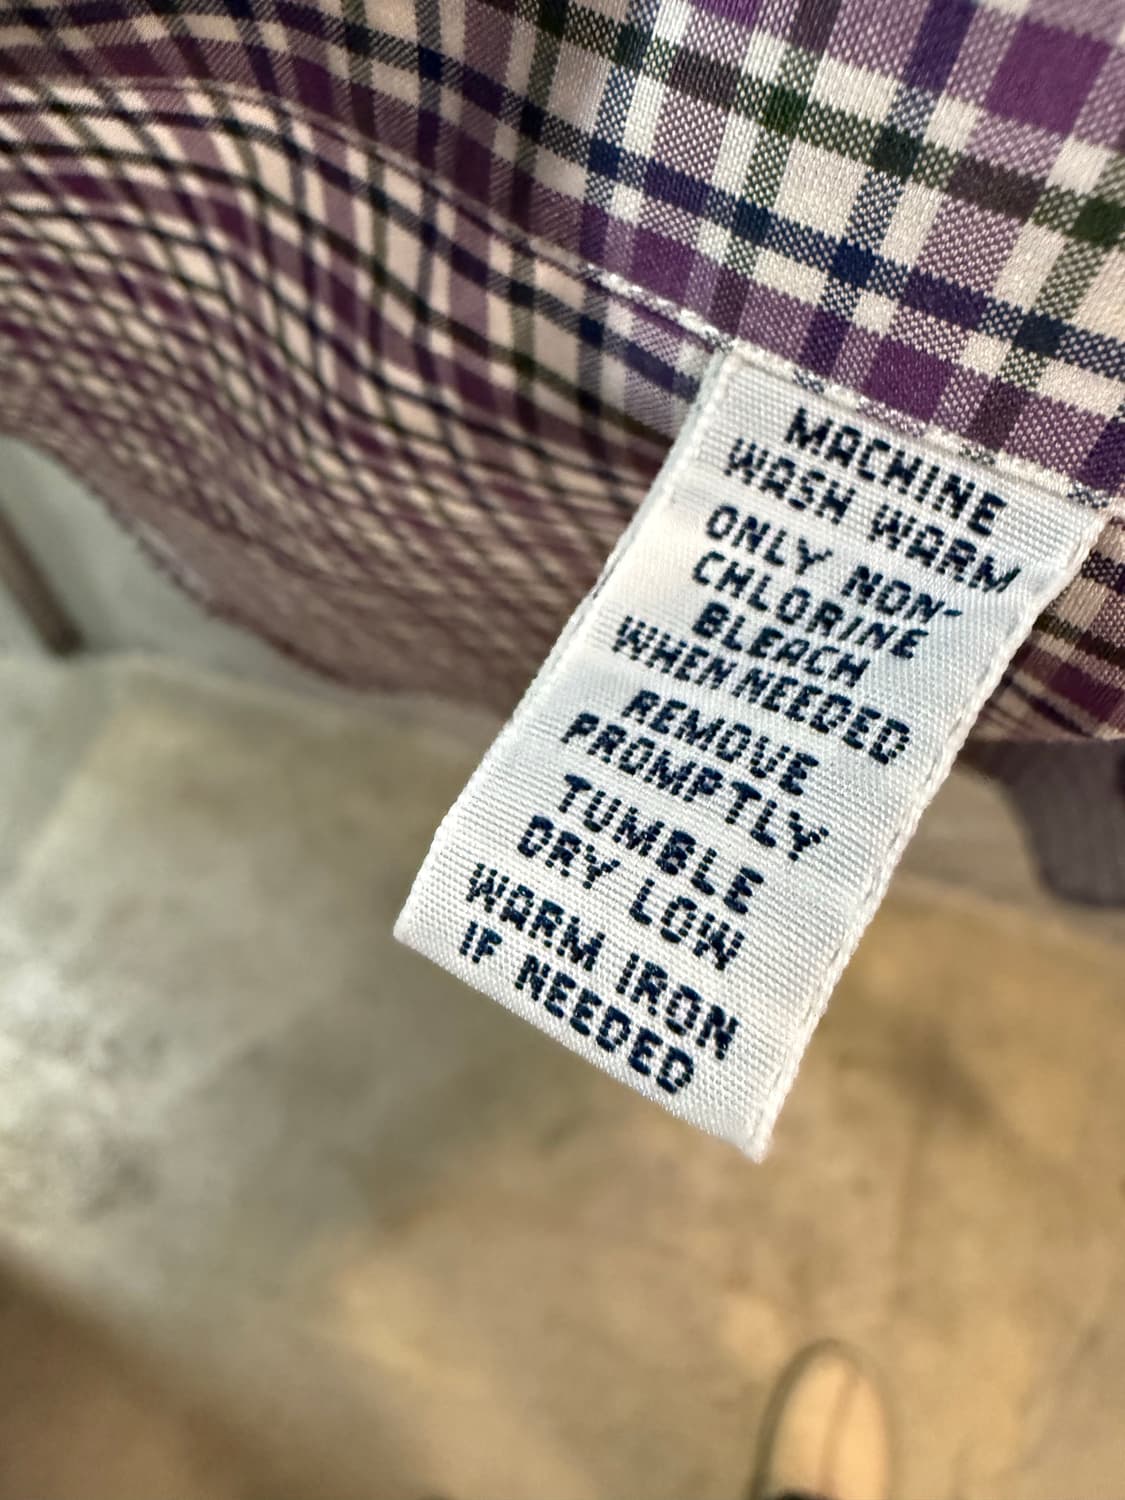 MACHINE
WASH WARM
ONLY NON-
CHLORINE
BLEACH
WHEN NEEDED
REMOVE
PROMPTLY
TUMBLE
DRY LOW
WARM IRON
IF NEEDED